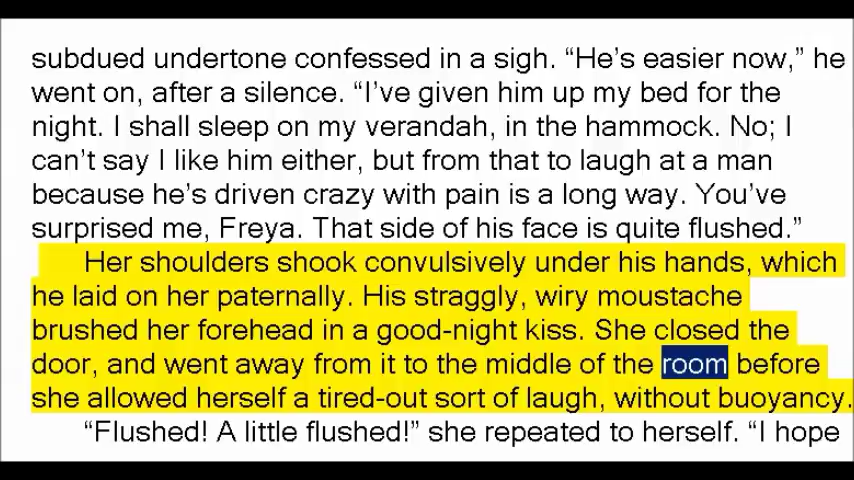 subdued undertone confessed in a sigh. “He’s easier now,” he
went on, after a silence. “I’ve given him up my bed for the
night. I shall sleep on my verandah, in the hammock. No; I
can’t say I like him either, but from that to laugh at a man
because he’s driven crazy with pain is a long way. You’ve
surprised me, Freya. That side of his face is quite flushed.”
Her shoulders shook convulsively under his hands, which
he laid on her paternally. His straggly, wiry moustache
brushed her forehead in a good-night kiss. She closed the
door, and went away from it to the middle of the room before
she allowed herself a tired-out sort of laugh, without buoyancy.
“Flushed! A little flushed!” she repeated to herself. “I hope